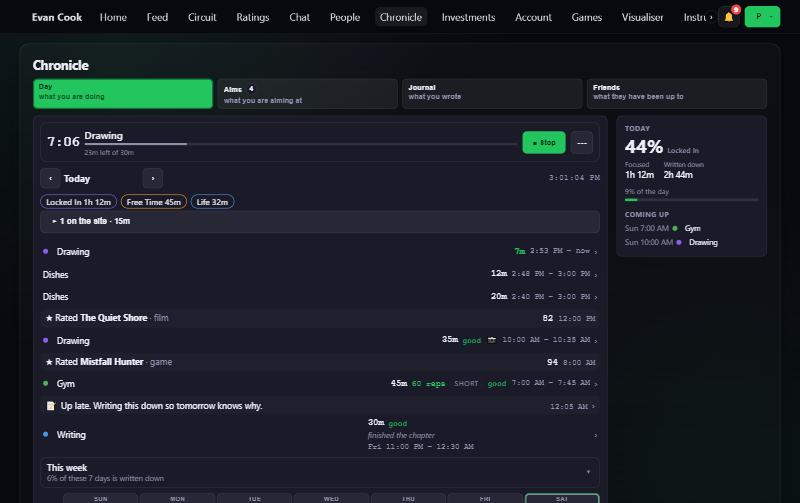 Evan Cook Home Feed Circuit Ratings Chat People Chronicle Investments Account Games Visualiser Instru › 9 P
Chronicle
Day
what you are doing
Aims 4
what you are aiming at
Journal
what you wrote
Friends
what they have been up to
7:06 Drawing
23m left of 30m
Stop
---
‹ Today › 3:01:04 PM
Locked In 1h 12m Free Time 45m Life 32m
1 on the site · 15m
Drawing 7m 2:53 PM — now ›
Dishes 12m 2:48 PM — 3:00 PM ›
Dishes 20m 2:40 PM — 3:00 PM ›
★ Rated The Quiet Shore · film 82 12:00 PM
Drawing 35m good 10:00 AM — 10:35 AM ›
★ Rated Mistfall Hunter · game 94 8:00 AM
Gym 45m 60 reps SHORT good 7:00 AM — 7:45 AM ›
Up late. Writing this down so tomorrow knows why. 12:05 AM ›
Writing 30m good
finished the chapter
Fri 11:00 PM — 12:30 AM ›
This week
6% of these 7 days is written down
SUN MON TUE WED THU FRI SAT
TODAY
44% Locked In
Focused Written down
1h 12m 2h 44m
9% of the day
COMING UP
Sun 7:00 AM Gym
Sun 10:00 AM Drawing